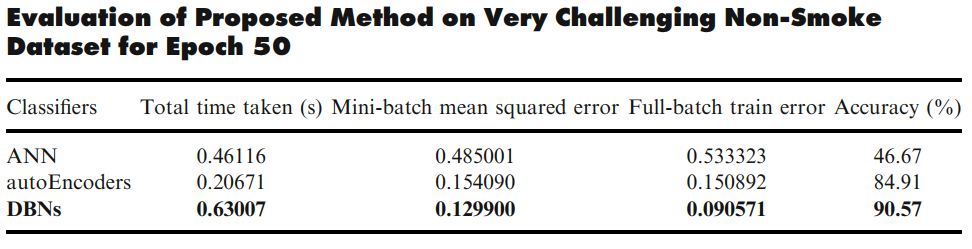 Evaluation of Proposed Method on Very Challenging Non-Smoke
Dataset for Epoch 50
Classifiers Total time taken (s) Mini-batch mean squared error Full-batch train error Accuracy (%)
ANN 0.46116 0.485001 0.533323 46.67
autoEncoders 0.20671 0.154090 0.150892 84.91
DBNs 0.63007 0.129900 0.090571 90.57